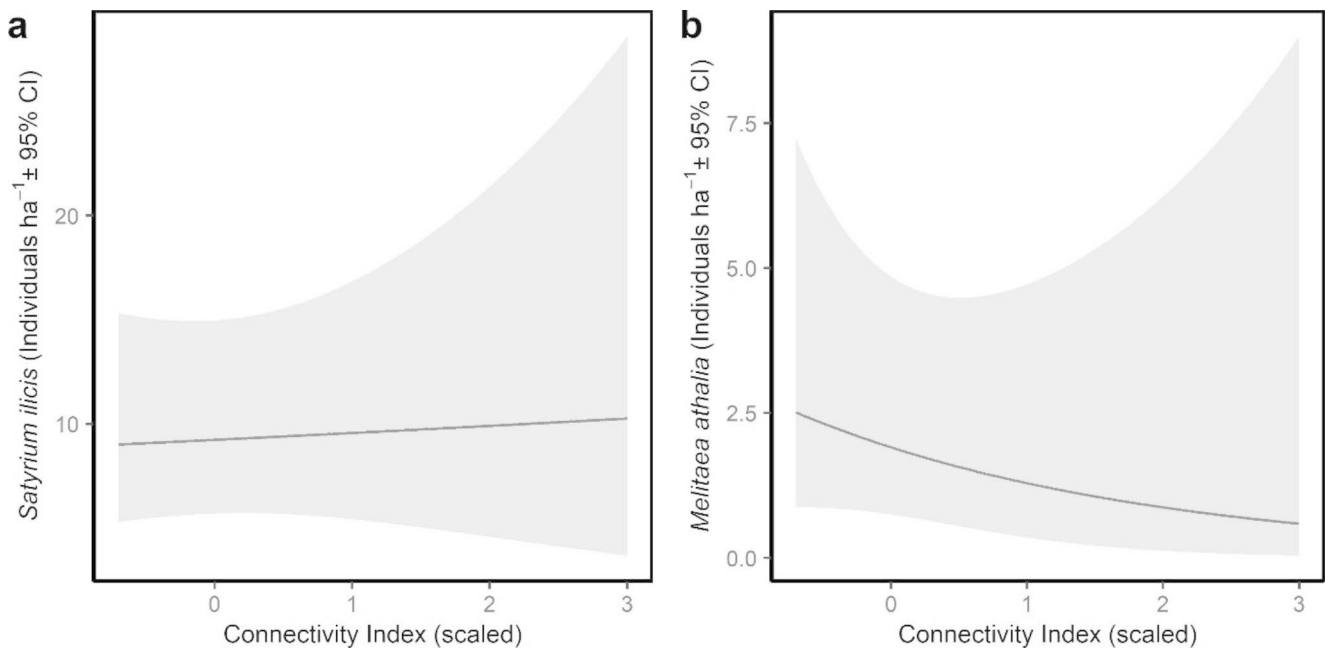 a
Satyrium ilicis (Individuals ha⁻¹± 95% CI)
20
10
0 1 2 3
Connectivity Index (scaled)
b
Melitaea athalia (Individuals ha⁻¹± 95% CI)
7.5
5.0
2.5
0.0
0 1 2 3
Connectivity Index (scaled)